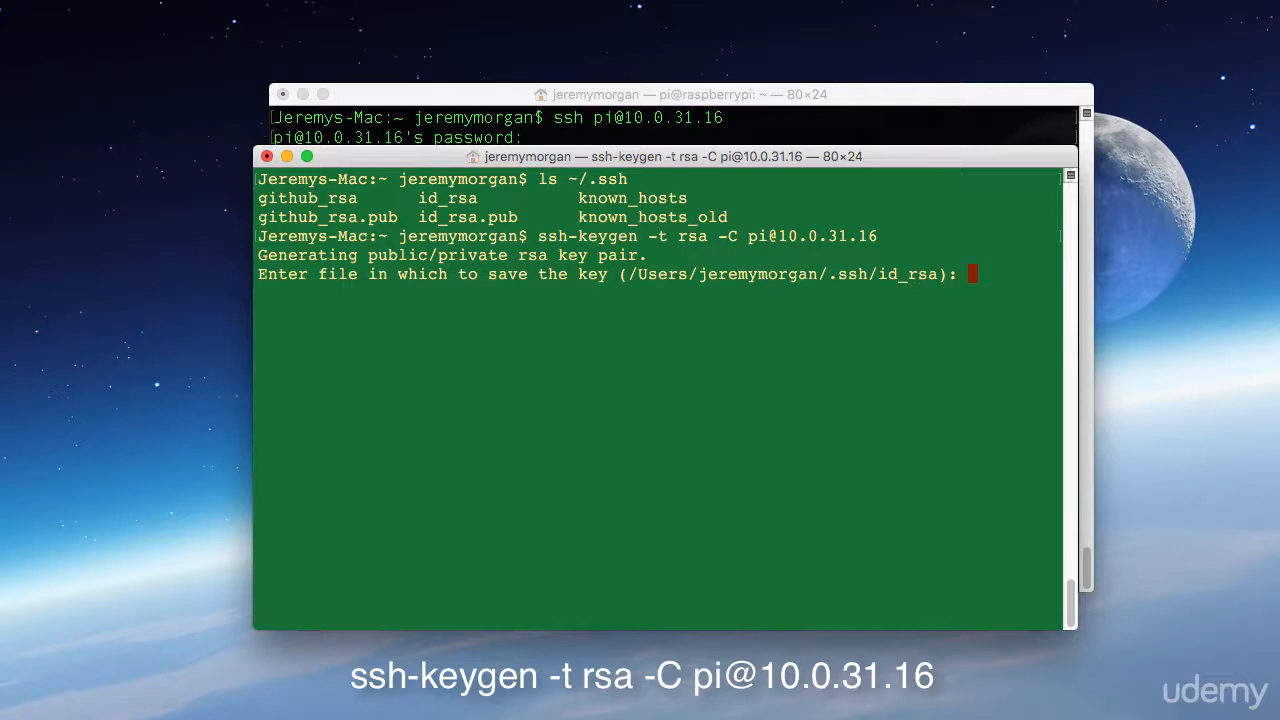 jeremymorgan — pi@raspberrypi: ~ — 80×24
[Jeremys-Mac:~ jeremymorgan$ ssh pi@10.0.31.16 ]
[pi@10.0.31.16's password: ]
jeremymorgan — ssh-keygen -t rsa -C pi@10.0.31.16 — 80×24
[Jeremys-Mac:~ jeremymorgan$ ls ~/.ssh ]
github_rsa id_rsa known_hosts
github_rsa.pub id_rsa.pub known_hosts_old
[Jeremys-Mac:~ jeremymorgan$ ssh-keygen -t rsa -C pi@10.0.31.16 ]
Generating public/private rsa key pair.
Enter file in which to save the key (/Users/jeremymorgan/.ssh/id_rsa):
ssh-keygen -t rsa -C pi@10.0.31.16
udemy